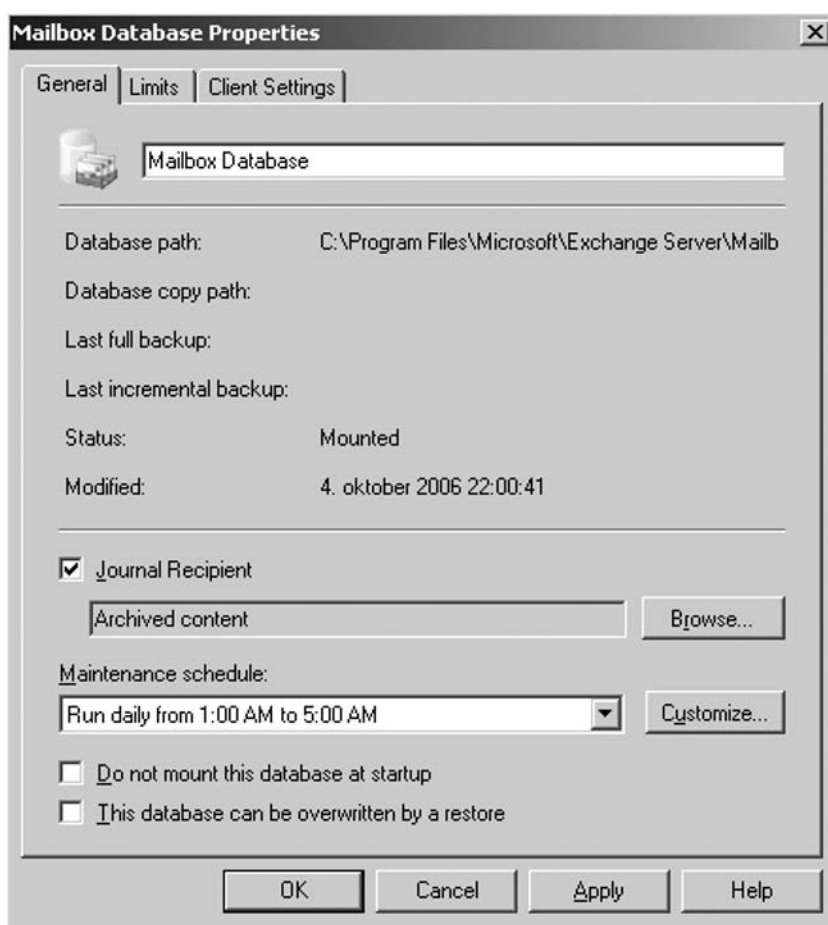 Mailbox Database Properties
General Limits Client Settings
Mailbox Database
Database path: C:\Program Files\Microsoft\Exchange Server\Mailb
Database copy path:
Last full backup:
Last incremental backup:
Status: Mounted
Modified: 4. oktober 2006 22:00:41
Journal Recipient
Archived content Browse...
Maintenance schedule:
Run daily from 1:00 AM to 5:00 AM Customize...
Do not mount this database at startup
This database can be overwritten by a restore
OK Cancel Apply Help